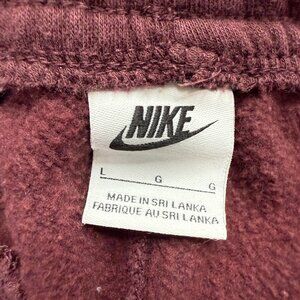 NIKE
L G G
MADE IN SRI LANKA
FABRIQUE AU SRI LANKA